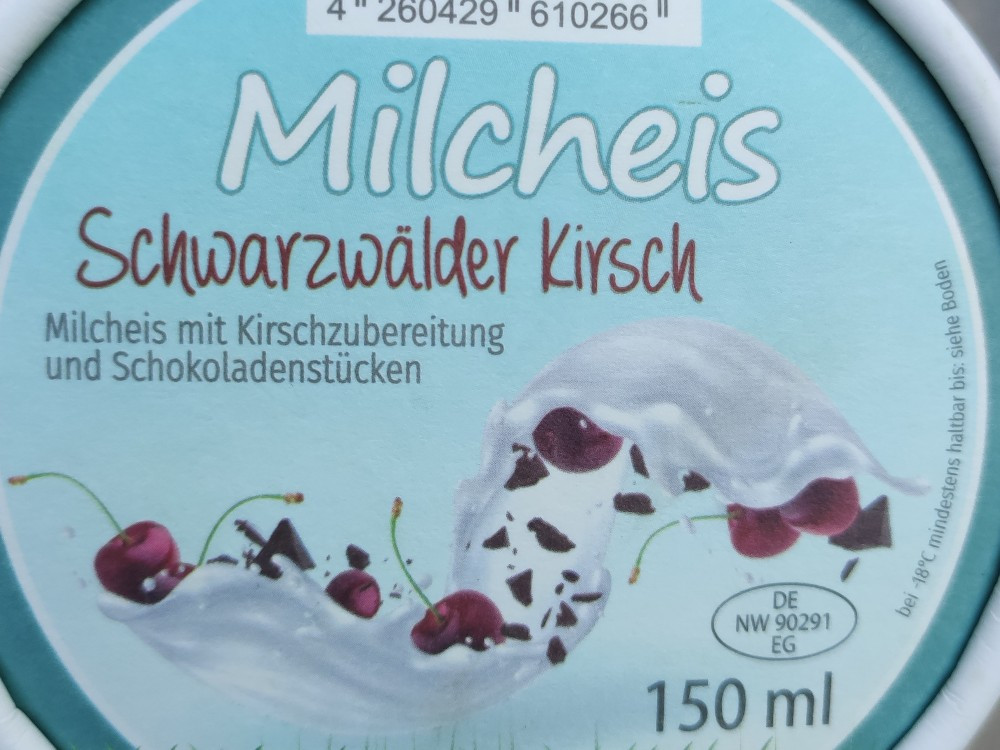 4 260429 610266
Milcheis
Schwarzwälder Kirsch
Milcheis mit Kirschzubereitung
und Schokoladenstücken
bei -18°C mindestens haltbar bis: siehe Boden
DE
NW 90291
EG
150 ml